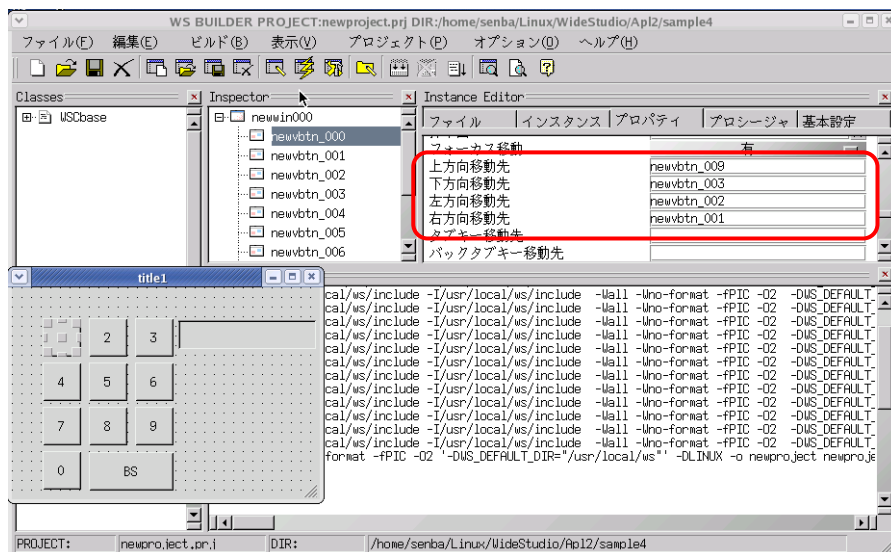 WS BUILDER PROJECT:newproject.prj DIR:/home/senba/Linux/WideStudio/Apl2/sample4
ファイル(F) 編集(E) ビルド(B) 表示(V) プロジェクト(P) オプション(O) ヘルプ(H)
Classes
WSCbase
Inspector
newwin000
newvbtn_000
newvbtn_001
newvbtn_002
newvbtn_003
newvbtn_004
newvbtn_005
newvbtn_006
Instance Editor
ファイル インスタンス プロパティ プロシージャ 基本設定
フォーカス移動 有
上方向移動先 newvbtn_009
下方向移動先 newvbtn_003
左方向移動先 newvbtn_002
右方向移動先 newvbtn_001
タブキー移動先
バックタブキー移動先
title1
2 3
4 5 6
7 8 9
0 BS
cal/ws/include -I/usr/local/ws/include -Wall -Wno-format -fPIC -O2 -DWS_DEFAULT_
cal/ws/include -I/usr/local/ws/include -Wall -Wno-format -fPIC -O2 -DWS_DEFAULT_
cal/ws/include -I/usr/local/ws/include -Wall -Wno-format -fPIC -O2 -DWS_DEFAULT_
cal/ws/include -I/usr/local/ws/include -Wall -Wno-format -fPIC -O2 -DWS_DEFAULT_
cal/ws/include -I/usr/local/ws/include -Wall -Wno-format -fPIC -O2 -DWS_DEFAULT_
cal/ws/include -I/usr/local/ws/include -Wall -Wno-format -fPIC -O2 -DWS_DEFAULT_
cal/ws/include -I/usr/local/ws/include -Wall -Wno-format -fPIC -O2 -DWS_DEFAULT_
cal/ws/include -I/usr/local/ws/include -Wall -Wno-format -fPIC -O2 -DWS_DEFAULT_
cal/ws/include -I/usr/local/ws/include -Wall -Wno-format -fPIC -O2 -DWS_DEFAULT_
cal/ws/include -I/usr/local/ws/include -Wall -Wno-format -fPIC -O2 -DWS_DEFAULT_
cal/ws/include -I/usr/local/ws/include -Wall -Wno-format -fPIC -O2 -DWS_DEFAULT_
cal/ws/include -I/usr/local/ws/include -Wall -Wno-format -fPIC -O2 -DWS_DEFAULT_
format -fPIC -O2 '-DWS_DEFAULT_DIR="/usr/local/ws"' -DLINUX -o newproject newproje
PROJECT: newproject.prj DIR: /home/senba/Linux/WideStudio/Apl2/sample4